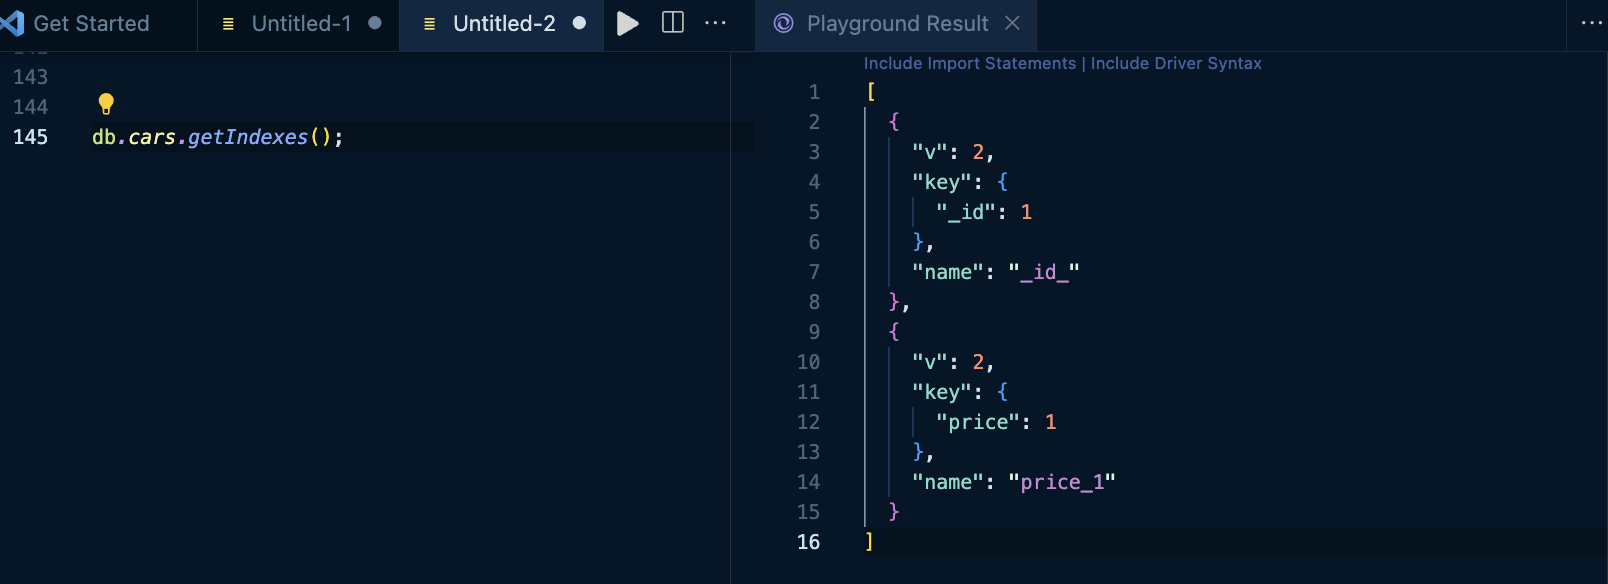 Get Started
Untitled-1
Untitled-2
Playground Result
143
144
145 db.cars.getIndexes();
Include Import Statements | Include Driver Syntax
1 [
2 {
3 "v": 2,
4 "key": {
5 "_id": 1
6 },
7 "name": "_id_"
8 },
9 {
10 "v": 2,
11 "key": {
12 "price": 1
13 },
14 "name": "price_1"
15 }
16 ]